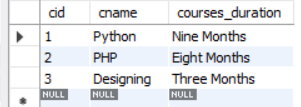 cid cname courses_duration
1 Python Nine Months
2 PHP Eight Months
3 Designing Three Months
NULL NULL NULL